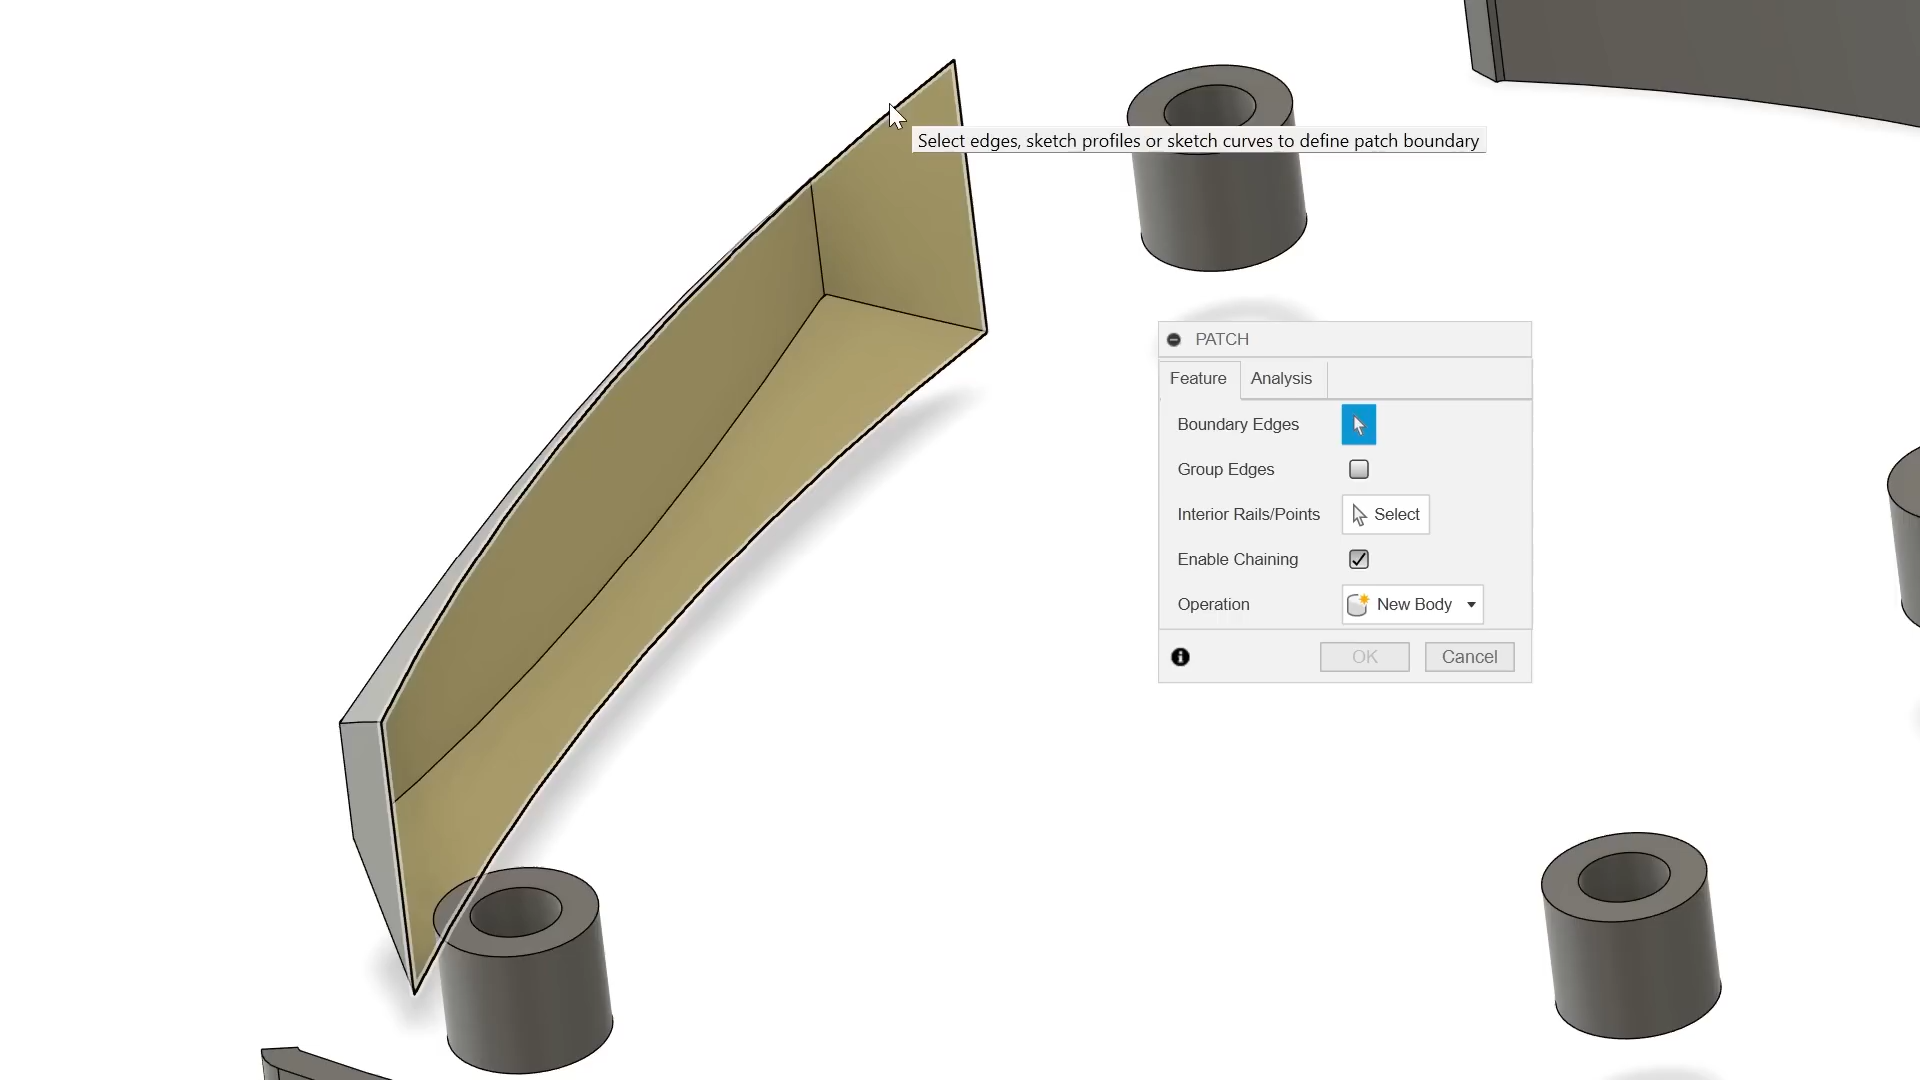 Select edges, sketch profiles or sketch curves to define patch boundary
PATCH
Feature
Analysis
Boundary Edges
Group Edges
Interior Rails/Points
Select
Enable Chaining
Operation
New Body
OK
Cancel